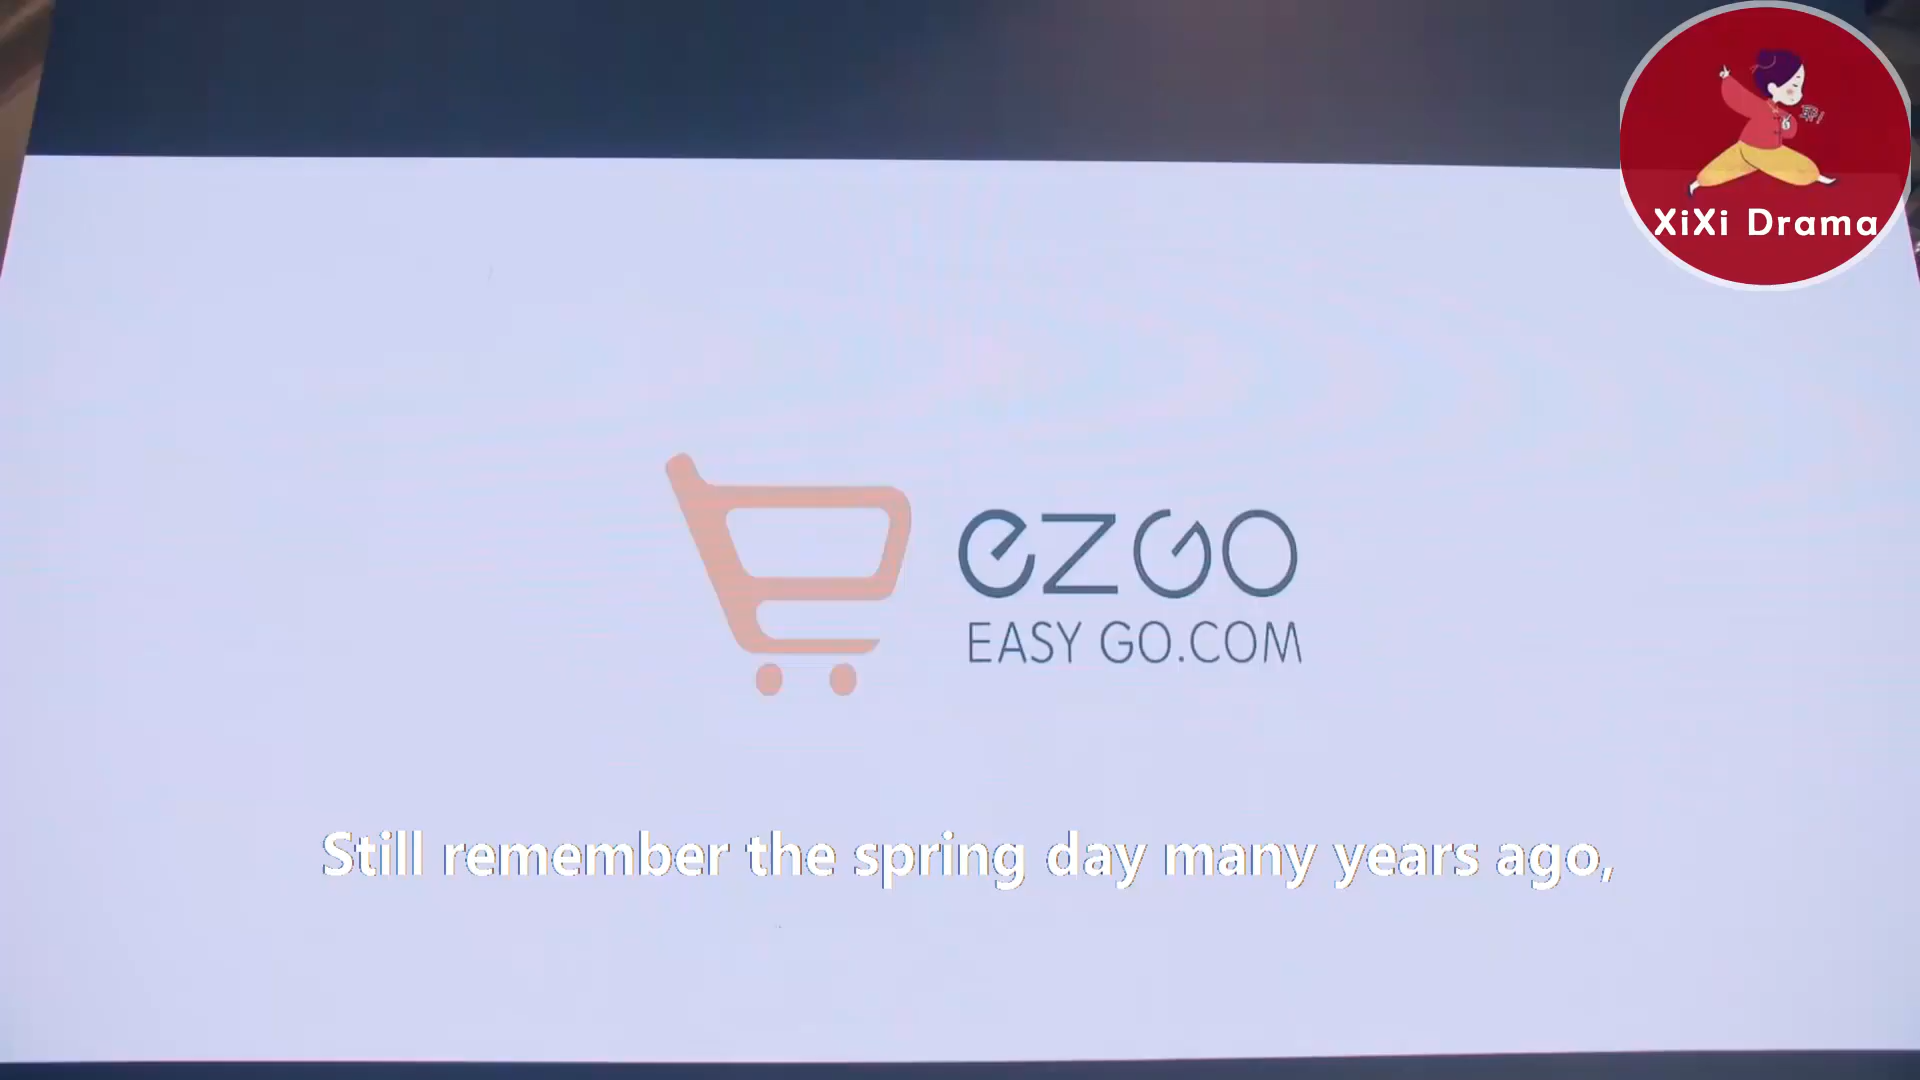 XiXi Drama
ezGo
EASY GO.COM
Still remember the spring day many years ago,